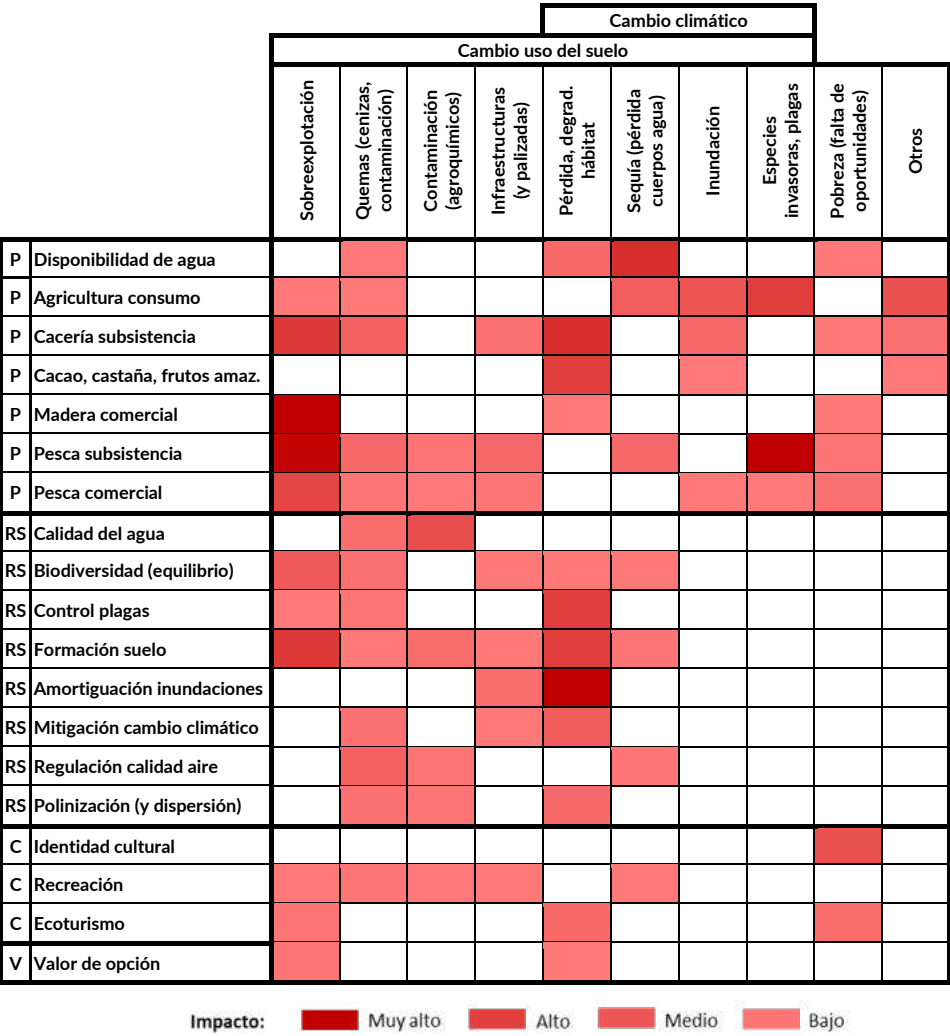 Cambio climático
Cambio uso del suelo
Sobreexplotación
Quemas (cenizas,
contaminación)
Contaminación
(agroquímicos)
Infraestructuras
(y palizadas)
Pérdida, degrad.
hábitat
Sequía (pérdida
cuerpos agua)
Inundación
Especies
invasoras, plagas
Pobreza (falta de
oportunidades)
Otros
P Disponibilidad de agua
P Agricultura consumo
P Cacería subsistencia
P Cacao, castaña, frutos amaz.
P Madera comercial
P Pesca subsistencia
P Pesca comercial
RS Calidad del agua
RS Biodiversidad (equilibrio)
RS Control plagas
RS Formación suelo
RS Amortiguación inundaciones
RS Mitigación cambio climático
RS Regulación calidad aire
RS Polinización (y dispersión)
C Identidad cultural
C Recreación
C Ecoturismo
V Valor de opción
Impacto: Muy alto Alto Medio Bajo